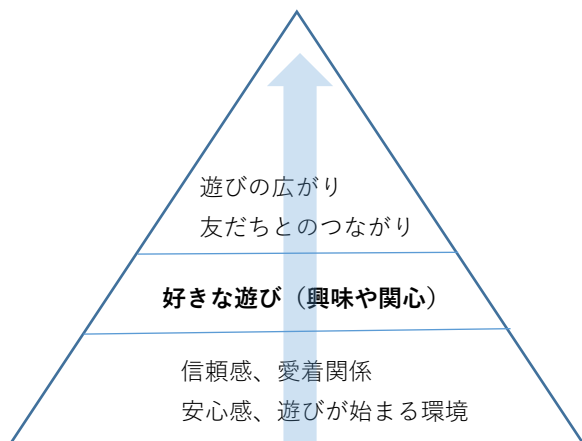 遊びの広がり
友だちとのつながり
好きな遊び（興味や関心）
信頼感、愛着関係
安心感、遊びが始まる環境